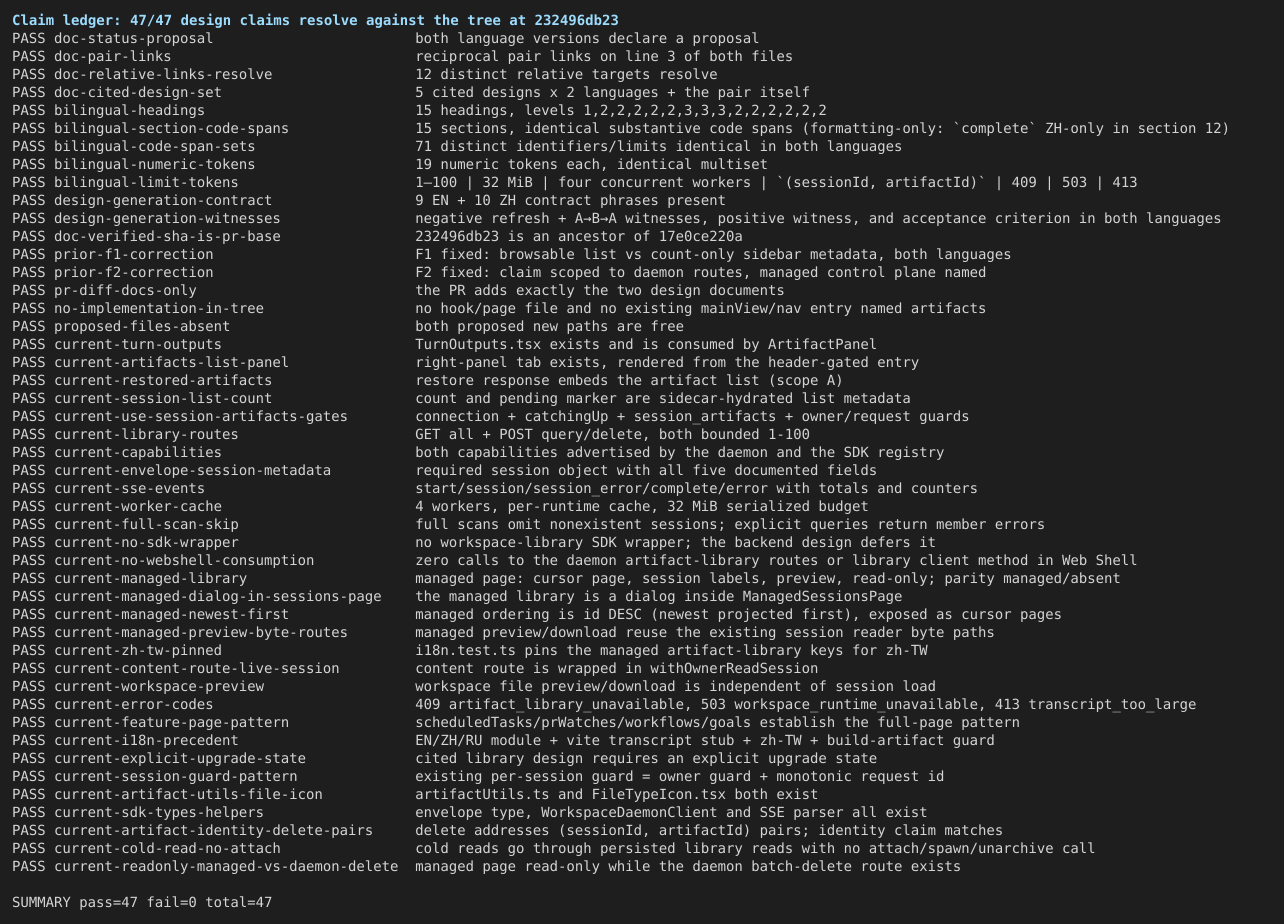 Claim ledger: 47/47 design claims resolve against the tree at 232496db23
PASS doc-status-proposal both language versions declare a proposal
PASS doc-pair-links reciprocal pair links on line 3 of both files
PASS doc-relative-links-resolve 12 distinct relative targets resolve
PASS doc-cited-design-set 5 cited designs x 2 languages + the pair itself
PASS bilingual-headings 15 headings, levels 1,2,2,2,2,2,3,3,3,2,2,2,2,2,2
PASS bilingual-section-code-spans 15 sections, identical substantive code spans (formatting-only: `complete` ZH-only in section 12)
PASS bilingual-code-span-sets 71 distinct identifiers/limits identical in both languages
PASS bilingual-numeric-tokens 19 numeric tokens each, identical multiset
PASS bilingual-limit-tokens 1–100 | 32 MiB | four concurrent workers | `(sessionId, artifactId)` | 409 | 503 | 413
PASS design-generation-contract 9 EN + 10 ZH contract phrases present
PASS design-generation-witnesses negative refresh + A→B→A witnesses, positive witness, and acceptance criterion in both languages
PASS doc-verified-sha-is-pr-base 232496db23 is an ancestor of 17e0ce220a
PASS prior-f1-correction F1 fixed: browsable list vs count-only sidebar metadata, both languages
PASS prior-f2-correction F2 fixed: claim scoped to daemon routes, managed control plane named
PASS pr-diff-docs-only the PR adds exactly the two design documents
PASS no-implementation-in-tree no hook/page file and no existing mainView/nav entry named artifacts
PASS proposed-files-absent both proposed new paths are free
PASS current-turn-outputs TurnOutputs.tsx exists and is consumed by ArtifactPanel
PASS current-artifacts-list-panel right-panel tab exists, rendered from the header-gated entry
PASS current-restored-artifacts restore response embeds the artifact list (scope A)
PASS current-session-list-count count and pending marker are sidecar-hydrated list metadata
PASS current-use-session-artifacts-gates connection + catchingUp + session_artifacts + owner/request guards
PASS current-library-routes GET all + POST query/delete, both bounded 1-100
PASS current-capabilities both capabilities advertised by the daemon and the SDK registry
PASS current-envelope-session-metadata required session object with all five documented fields
PASS current-sse-events start/session/session_error/complete/error with totals and counters
PASS current-worker-cache 4 workers, per-runtime cache, 32 MiB serialized budget
PASS current-full-scan-skip full scans omit nonexistent sessions; explicit queries return member errors
PASS current-no-sdk-wrapper no workspace-library SDK wrapper; the backend design defers it
PASS current-no-webshell-consumption zero calls to the daemon artifact-library routes or library client method in Web Shell
PASS current-managed-library managed page: cursor page, session labels, preview, read-only; parity managed/absent
PASS current-managed-dialog-in-sessions-page the managed library is a dialog inside ManagedSessionsPage
PASS current-managed-newest-first managed ordering is id DESC (newest projected first), exposed as cursor pages
PASS current-managed-preview-byte-routes managed preview/download reuse the existing session reader byte paths
PASS current-zh-tw-pinned i18n.test.ts pins the managed artifact-library keys for zh-TW
PASS current-content-route-live-session content route is wrapped in withOwnerReadSession
PASS current-workspace-preview workspace file preview/download is independent of session load
PASS current-error-codes 409 artifact_library_unavailable, 503 workspace_runtime_unavailable, 413 transcript_too_large
PASS current-feature-page-pattern scheduledTasks/prWatches/workflows/goals establish the full-page pattern
PASS current-i18n-precedent EN/ZH/RU module + vite transcript stub + zh-TW + build-artifact guard
PASS current-explicit-upgrade-state cited library design requires an explicit upgrade state
PASS current-session-guard-pattern existing per-session guard = owner guard + monotonic request id
PASS current-artifact-utils-file-icon artifactUtils.ts and FileTypeIcon.tsx both exist
PASS current-sdk-types-helpers envelope type, WorkspaceDaemonClient and SSE parser all exist
PASS current-artifact-identity-delete-pairs delete addresses (sessionId, artifactId) pairs; identity claim matches
PASS current-cold-read-no-attach cold reads go through persisted library reads with no attach/spawn/unarchive call
PASS current-readonly-managed-vs-daemon-delete managed page read-only while the daemon batch-delete route exists
SUMMARY pass=47 fail=0 total=47